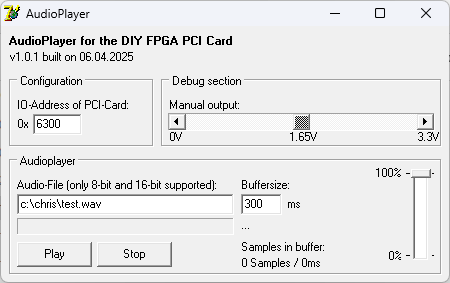 AudioPlayer
AudioPlayer for the DIY FPGA PCI Card
v1.0.1 built on 06.04.2025
Configuration
IO-Address of PCI-Card:
0x 6300
Debug section
Manual output:
0V 1.65V 3.3V
Audioplayer
Audio-File (only 8-bit and 16-bit supported):
c:\chris\test.wav
Play Stop
Buffersize:
300 ms
...
Samples in buffer:
0 Samples / 0ms
100%
0%